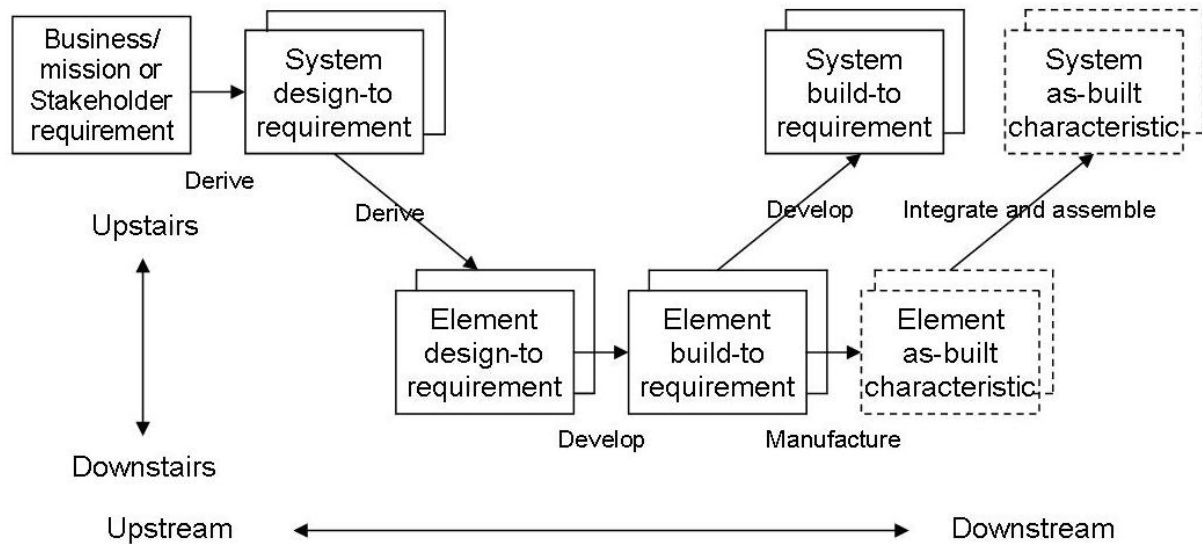 Business/
mission or
Stakeholder
requirement
System
design-to
requirement
System
build-to
requirement
System
as-built
characteristic
Derive
Derive
Develop
Integrate and assemble
Upstairs
Element
design-to
requirement
Element
build-to
requirement
Element
as-built
characteristic
Develop
Manufacture
Downstairs
Upstream
Downstream